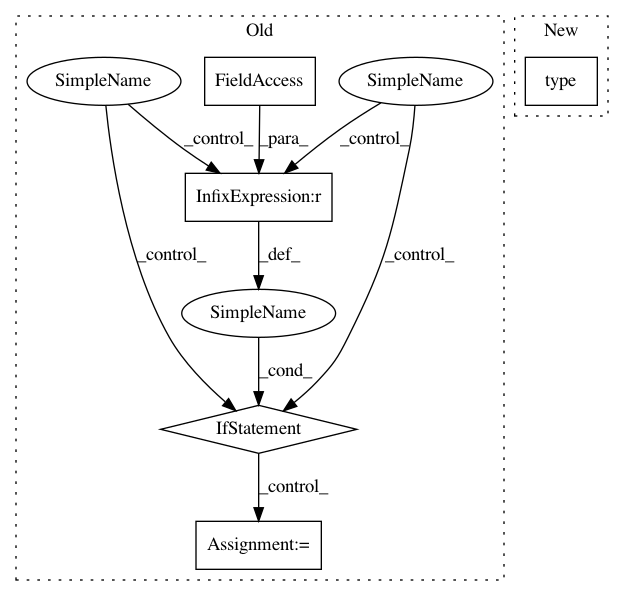 Old
New
SimpleName
FieldAccess
SimpleName
type
_control_
_para_
_control_
InfixExpression:r
_control_
_def_
_control_
SimpleName
_cond_
IfStatement
_control_
Assignment:=